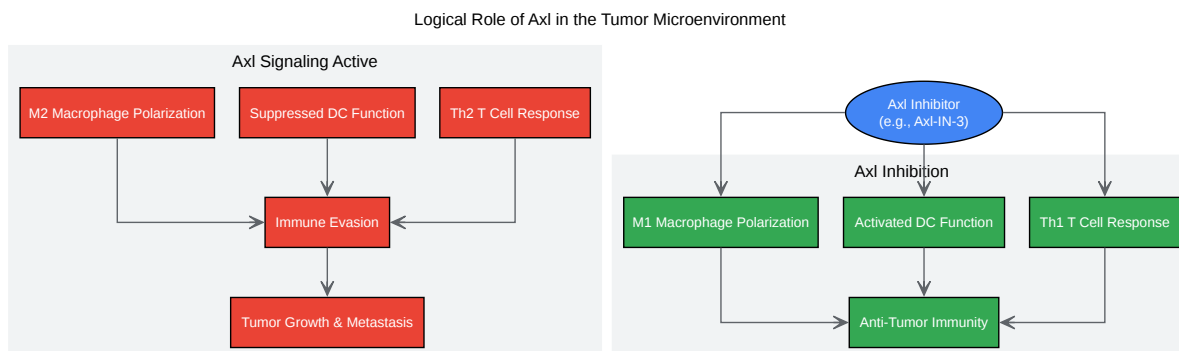 Logical Role of Axl in the Tumor Microenvironment
Axl Signaling Active
M2 Macrophage Polarization
Suppressed DC Function
Th2 T Cell Response
Immune Evasion
Tumor Growth & Metastasis
Axl Inhibitor
(e.g., Axl-IN-3)
Axl Inhibition
M1 Macrophage Polarization
Activated DC Function
Th1 T Cell Response
Anti-Tumor Immunity